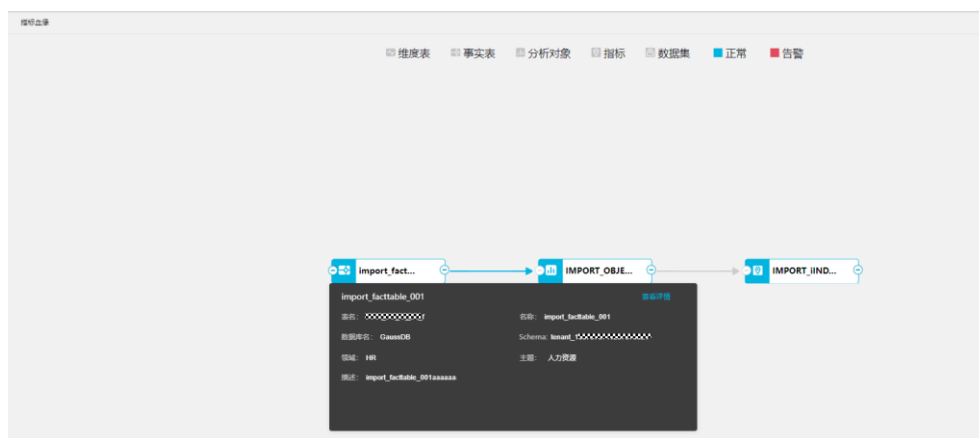 指标血缘
维度表 事实表 分析对象 指标 数据集 正常 告警
import_fact... IMPORT_OBJE... IMPORT_iIND...
import_facttable_001 查看详情
表名： 名称： import_facttable_001
数据库名： GaussDB Schema: tenant_1
领域： HR 主题： 人力资源
描述： import_facttable_001aaaaaa